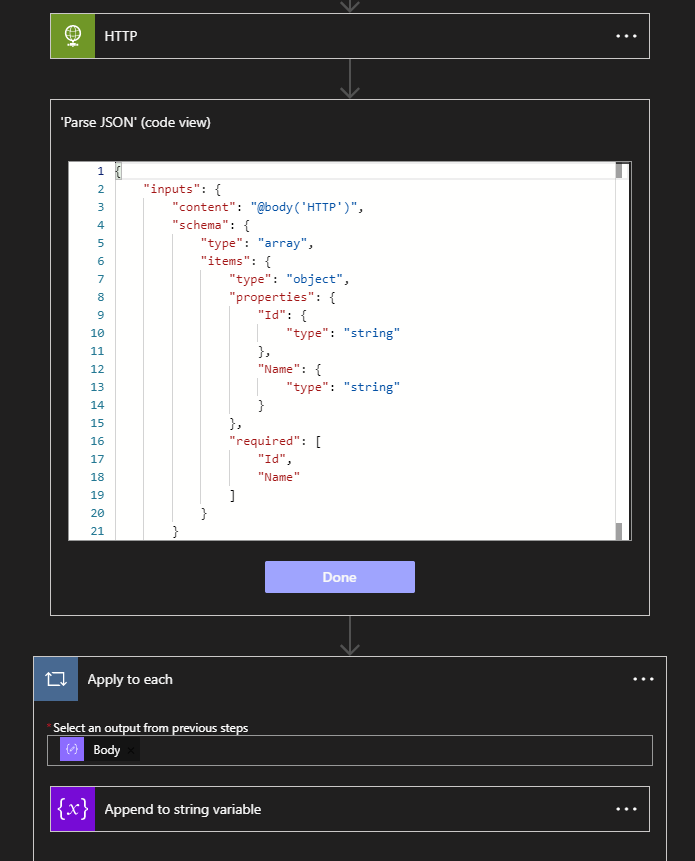 HTTP
'Parse JSON' (code view)
1 {
2 "inputs": {
3 "content": "@body('HTTP')",
4 "schema": {
5 "type": "array",
6 "items": {
7 "type": "object",
8 "properties": {
9 "Id": {
10 "type": "string"
11 },
12 "Name": {
13 "type": "string"
14 }
15 },
16 "required": [
17 "Id",
18 "Name"
19 ]
20 }
21 }
Done
Apply to each
*Select an output from previous steps
{✓} Body ×
{x} Append to string variable